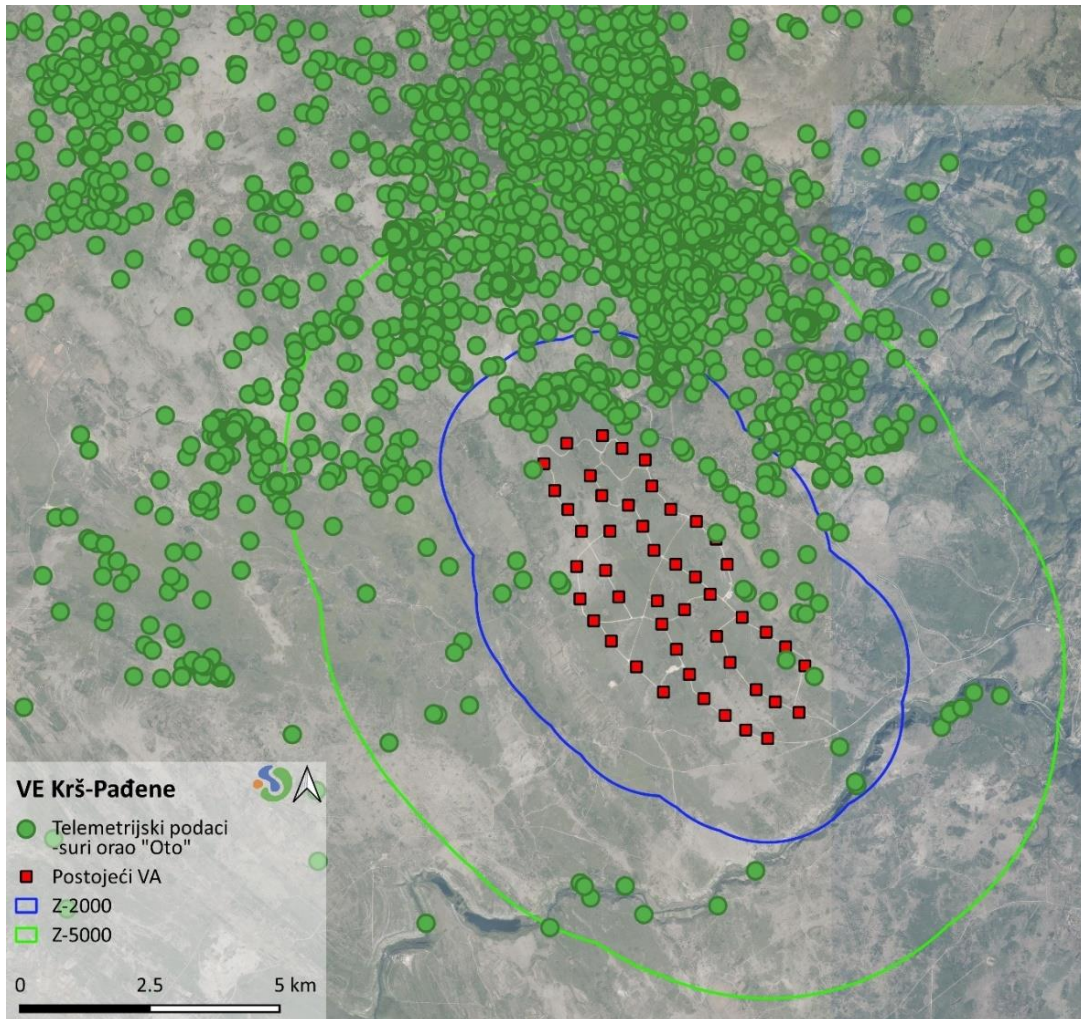 VE Krš-Pađene
Telemetrijski podaci
-suri orao "Oto"
Postojeći VA
Z-2000
Z-5000
0 2.5 5 km